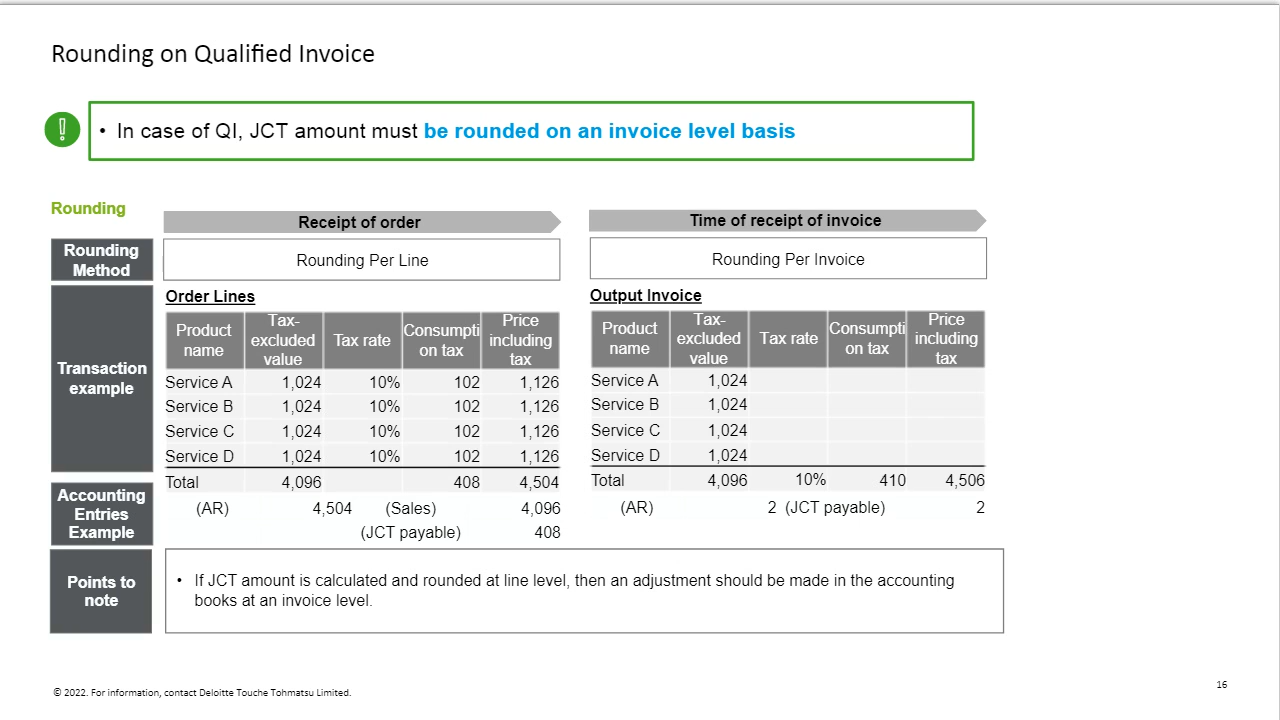 Rounding on Qualified Invoice
!
• In case of QI, JCT amount must be rounded on an invoice level basis
Rounding
Receipt of order
Time of receipt of invoice
Rounding
Method
Rounding Per Line
Rounding Per Invoice
Transaction
example
Order Lines
Product
name
Tax-
excluded
value
Tax rate
Consumpti
on tax
Price
including
tax
Service A 1,024 10% 102 1,126
Service B 1,024 10% 102 1,126
Service C 1,024 10% 102 1,126
Service D 1,024 10% 102 1,126
Total 4,096 408 4,504
Output Invoice
Product
name
Tax-
excluded
value
Tax rate
Consumpti
on tax
Price
including
tax
Service A 1,024
Service B 1,024
Service C 1,024
Service D 1,024
Total 4,096 10% 410 4,506
Accounting
Entries
Example
(AR) 4,504 (Sales) 4,096
(JCT payable) 408
(AR) 2 (JCT payable) 2
Points to
note
• If JCT amount is calculated and rounded at line level, then an adjustment should be made in the accounting
books at an invoice level.
© 2022. For information, contact Deloitte Touche Tohmatsu Limited.
16